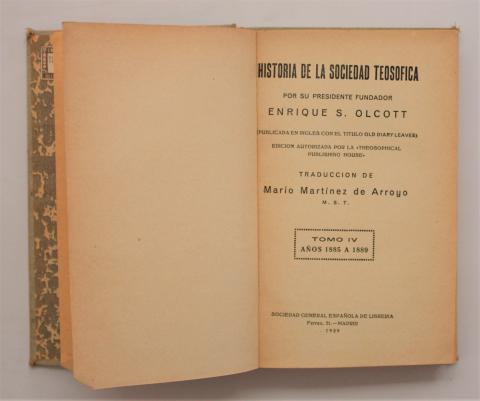 HISTORIA DE LA SOCIEDAD TEOSOFICA
POR SU PRESIDENTE FUNDADOR
ENRIQUE S. OLCOTT
(PUBLICADA EN INGLES CON EL TITULO OLD DIARY LEAVES)
EDICION AUTORIZADA POR LA «THEOSOPHICAL
PUBLISHING HOUSE»
TRADUCCION DE
Mario Martínez de Arroyo
M. S. T.
TOMO IV
AÑOS 1885 A 1889
SOCIEDAD GENERAL ESPAÑOLA DE LIBRERIA
Ferraz, 21.—MADRID
1929